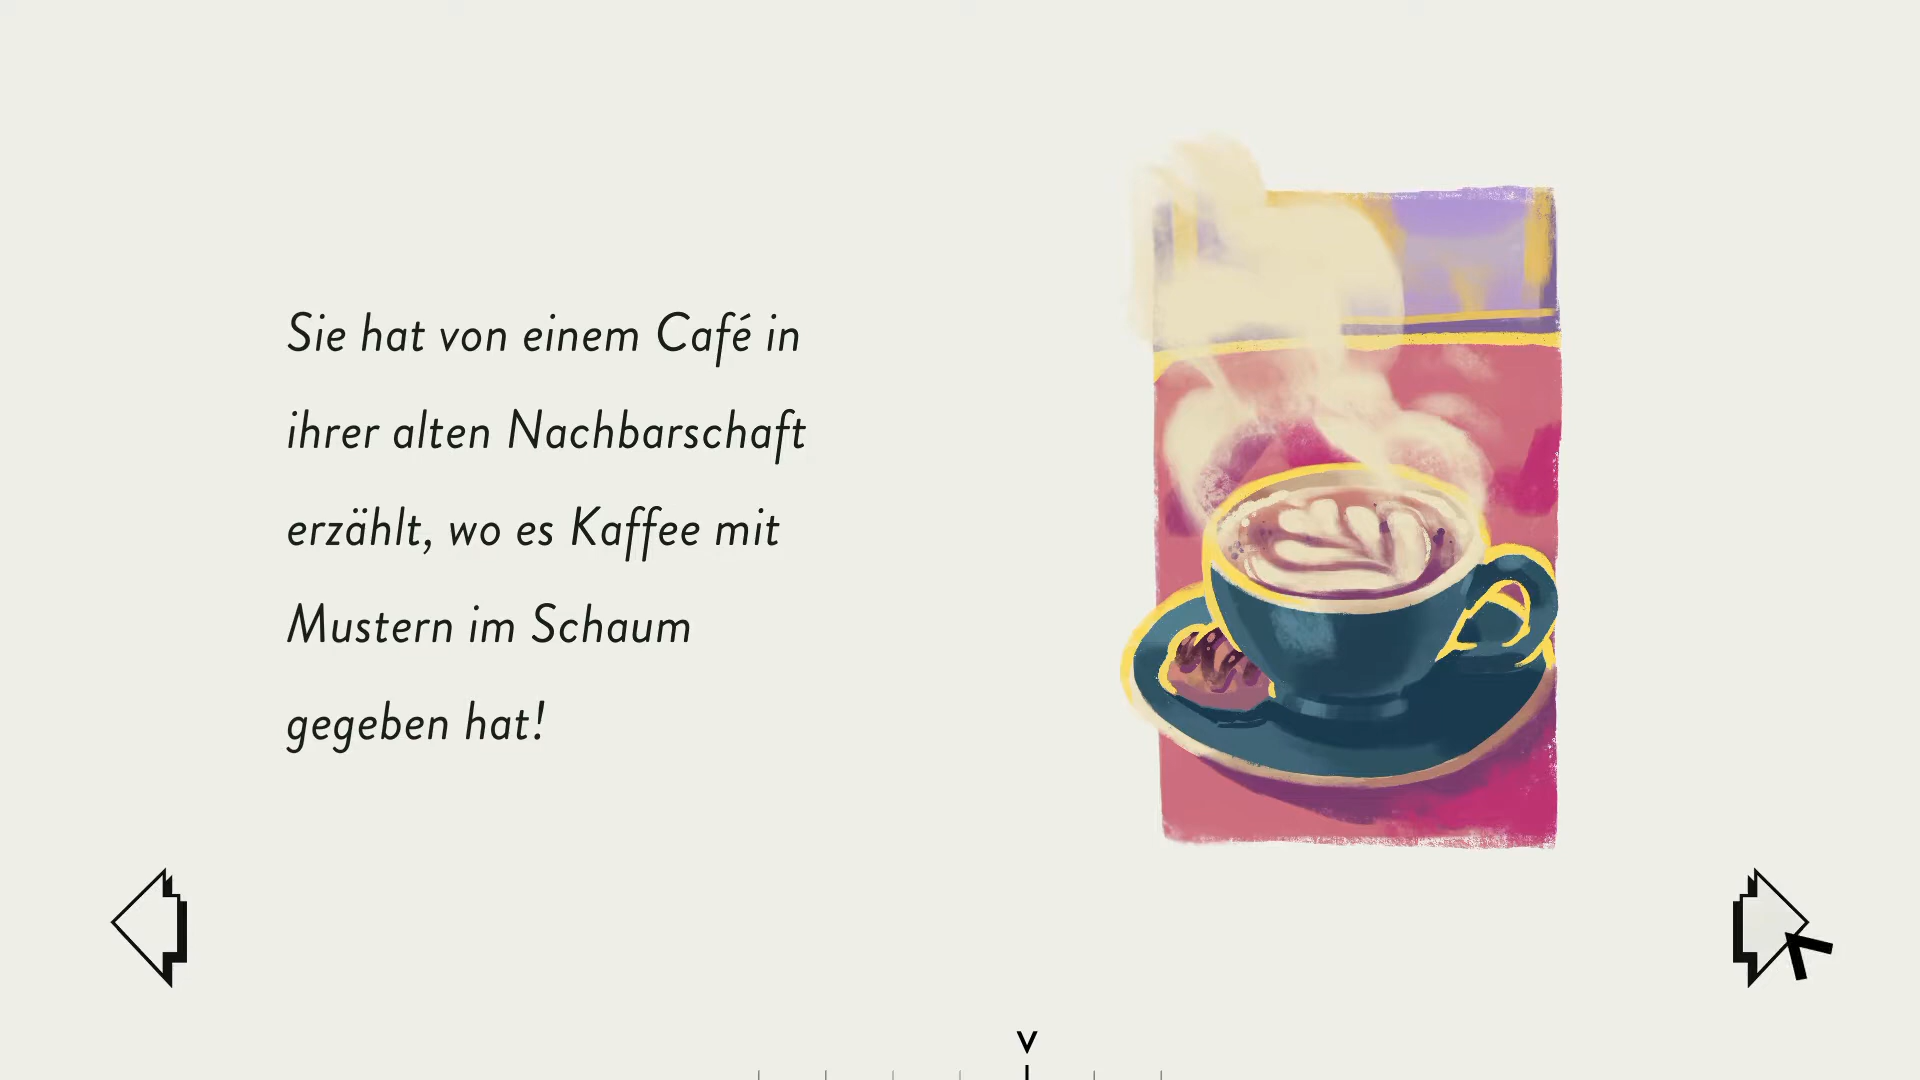 Sie hat von einem Café in
ihrer alten Nachbarschaft
erzählt, wo es Kaffee mit
Mustern im Schaum
gegeben hat!